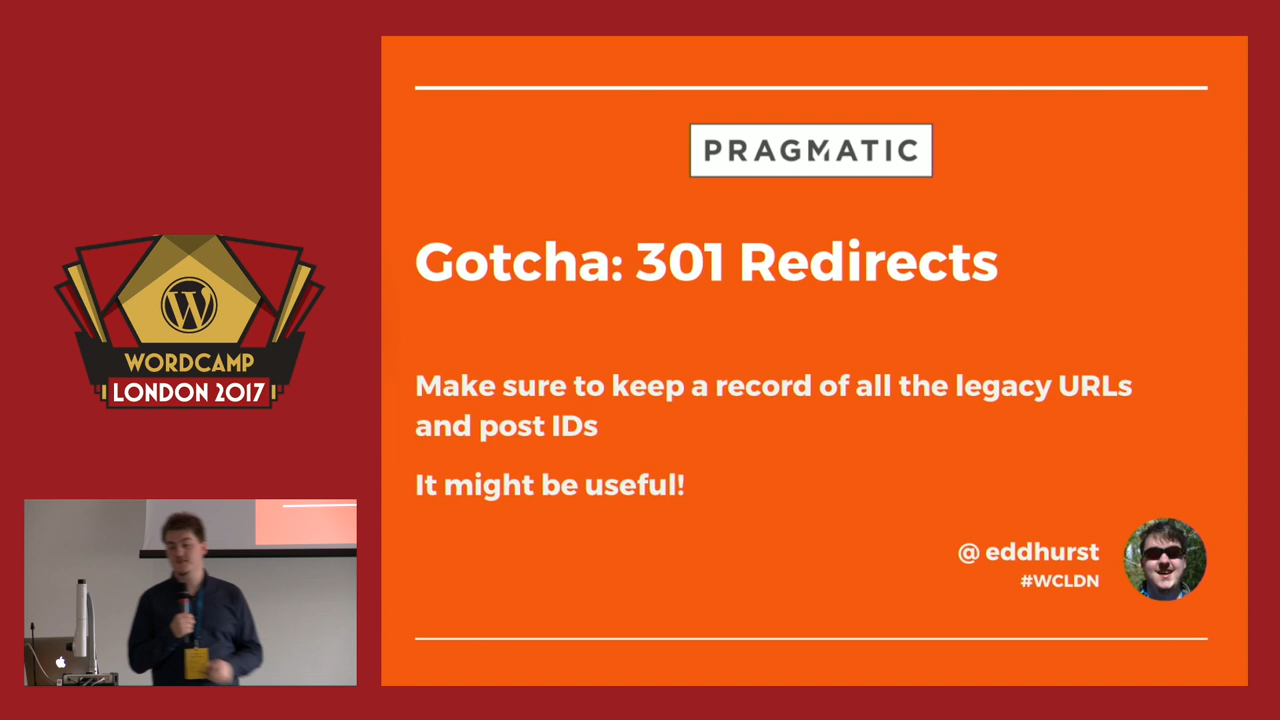 PRAGMATIC
Gotcha: 301 Redirects
Make sure to keep a record of all the legacy URLs
and post IDs
It might be useful!
@ eddhurst
#WCLDN
W
WORDCAMP
LONDON 2017